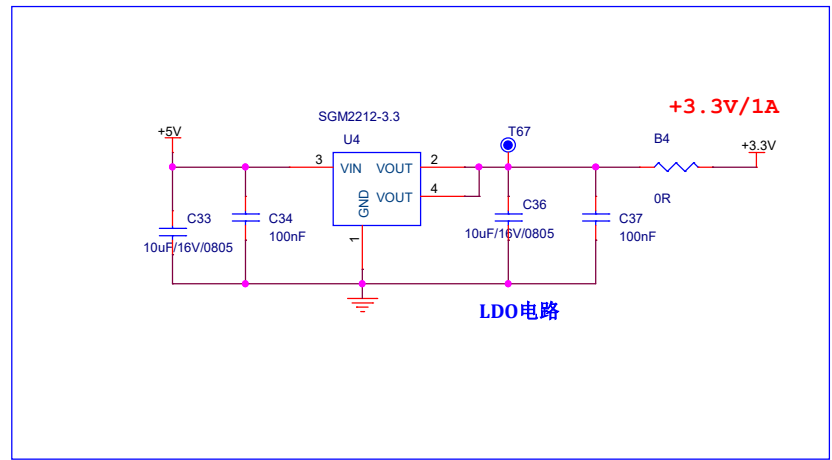 +3.3V/1A
SGM2212-3.3
+5V
U4
T67
B4
+3.3V
3
VIN
VOUT
2
VOUT
4
GND
1
0R
C33
10uF/16V/0805
C34
100nF
C36
10uF/16V/0805
C37
100nF
LDO电路